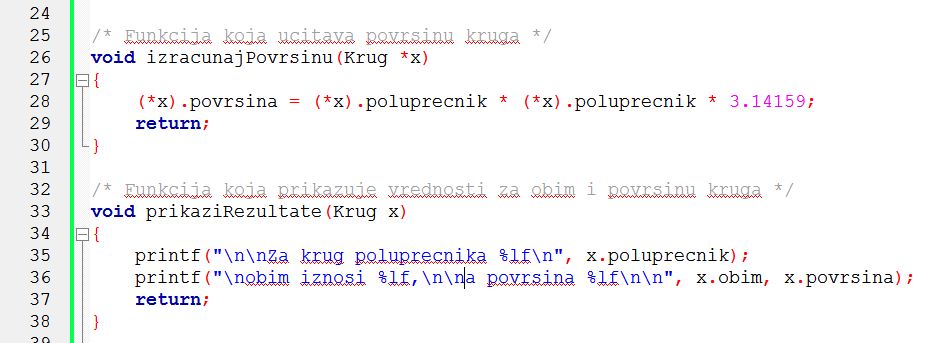 24
25 /* Funkcija koja ucitava povrsinu kruga */
26 void izracunajPovrsinu(Krug *x)
27 {
28 (*x).povrsina = (*x).poluprecnik * (*x).poluprecnik * 3.14159;
29 return;
30 }
31
32 /* Funkcija koja prikazuje vrednosti za obim i povrsinu kruga */
33 void prikaziRezultate(Krug x)
34 {
35 printf("\n\nZa krug poluprecnika %lf\n", x.poluprecnik);
36 printf("\nobim iznosi %lf,\n\na povrsina %lf\n\n", x.obim, x.povrsina);
37 return;
38 }